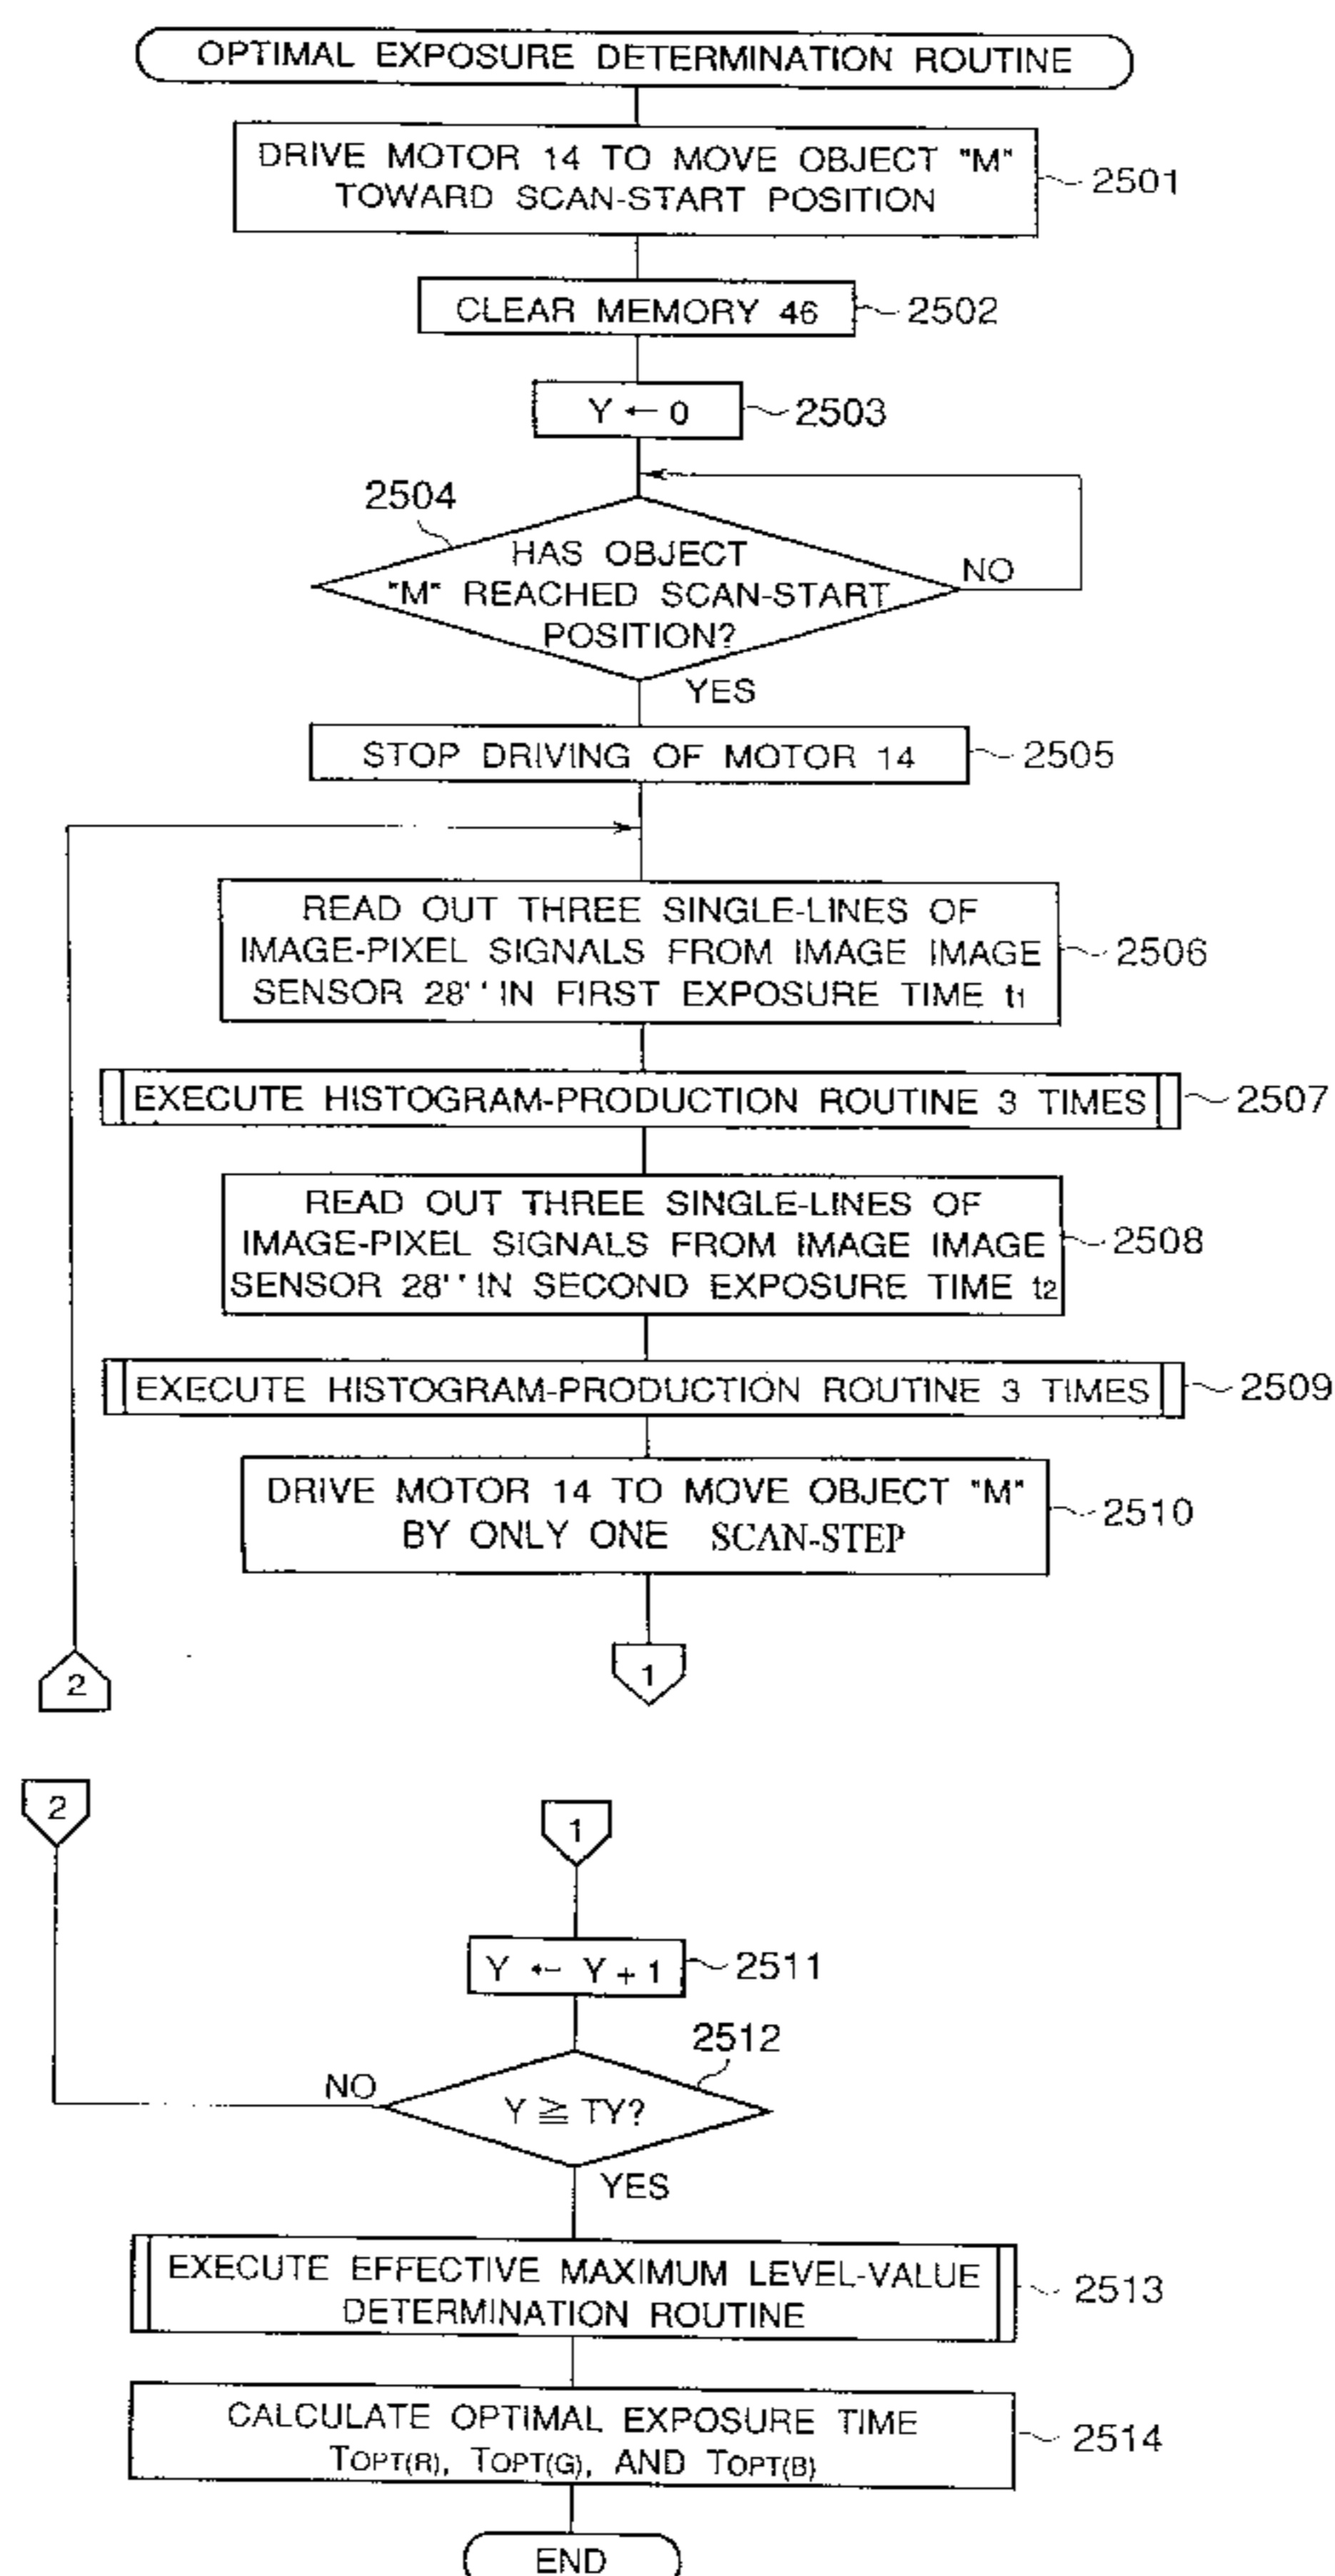 OPTIMAL EXPOSURE DETERMINATION ROUTINE
DRIVE MOTOR 14 TO MOVE OBJECT "M"
TOWARD SCAN-START POSITION
2501
CLEAR MEMORY 46
2502
Y ← 0
2503
2504
HAS OBJECT
"M" REACHED SCAN-START
POSITION?
NO
YES
STOP DRIVING OF MOTOR 14
2505
READ OUT THREE SINGLE-LINES OF
IMAGE-PIXEL SIGNALS FROM IMAGE IMAGE
SENSOR 28'' IN FIRST EXPOSURE TIME t1
2506
EXECUTE HISTOGRAM-PRODUCTION ROUTINE 3 TIMES
2507
READ OUT THREE SINGLE-LINES OF
IMAGE-PIXEL SIGNALS FROM IMAGE IMAGE
SENSOR 28'' IN SECOND EXPOSURE TIME t2
2508
EXECUTE HISTOGRAM-PRODUCTION ROUTINE 3 TIMES
2509
DRIVE MOTOR 14 TO MOVE OBJECT "M"
BY ONLY ONE SCAN-STEP
2510
2
1
2
1
Y ← Y + 1
2511
2512
NO
Y ≧ TY?
YES
EXECUTE EFFECTIVE MAXIMUM LEVEL-VALUE
DETERMINATION ROUTINE
2513
CALCULATE OPTIMAL EXPOSURE TIME
TOPT(R), TOPT(G), AND TOPT(B)
2514
END